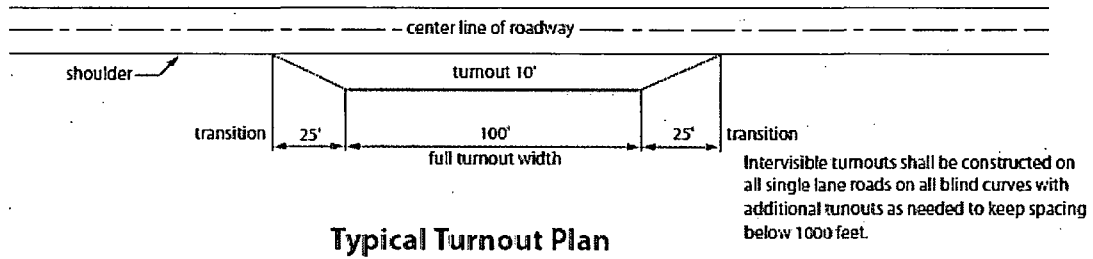 center line of roadway
shoulder
turnout 10'
transition 25' 100' 25' transition
full turnout width
Intervisible turnouts shall be constructed on
all single lane roads on all blind curves with
additional tunouts as needed to keep spacing
below 1000 feet.
Typical Turnout Plan